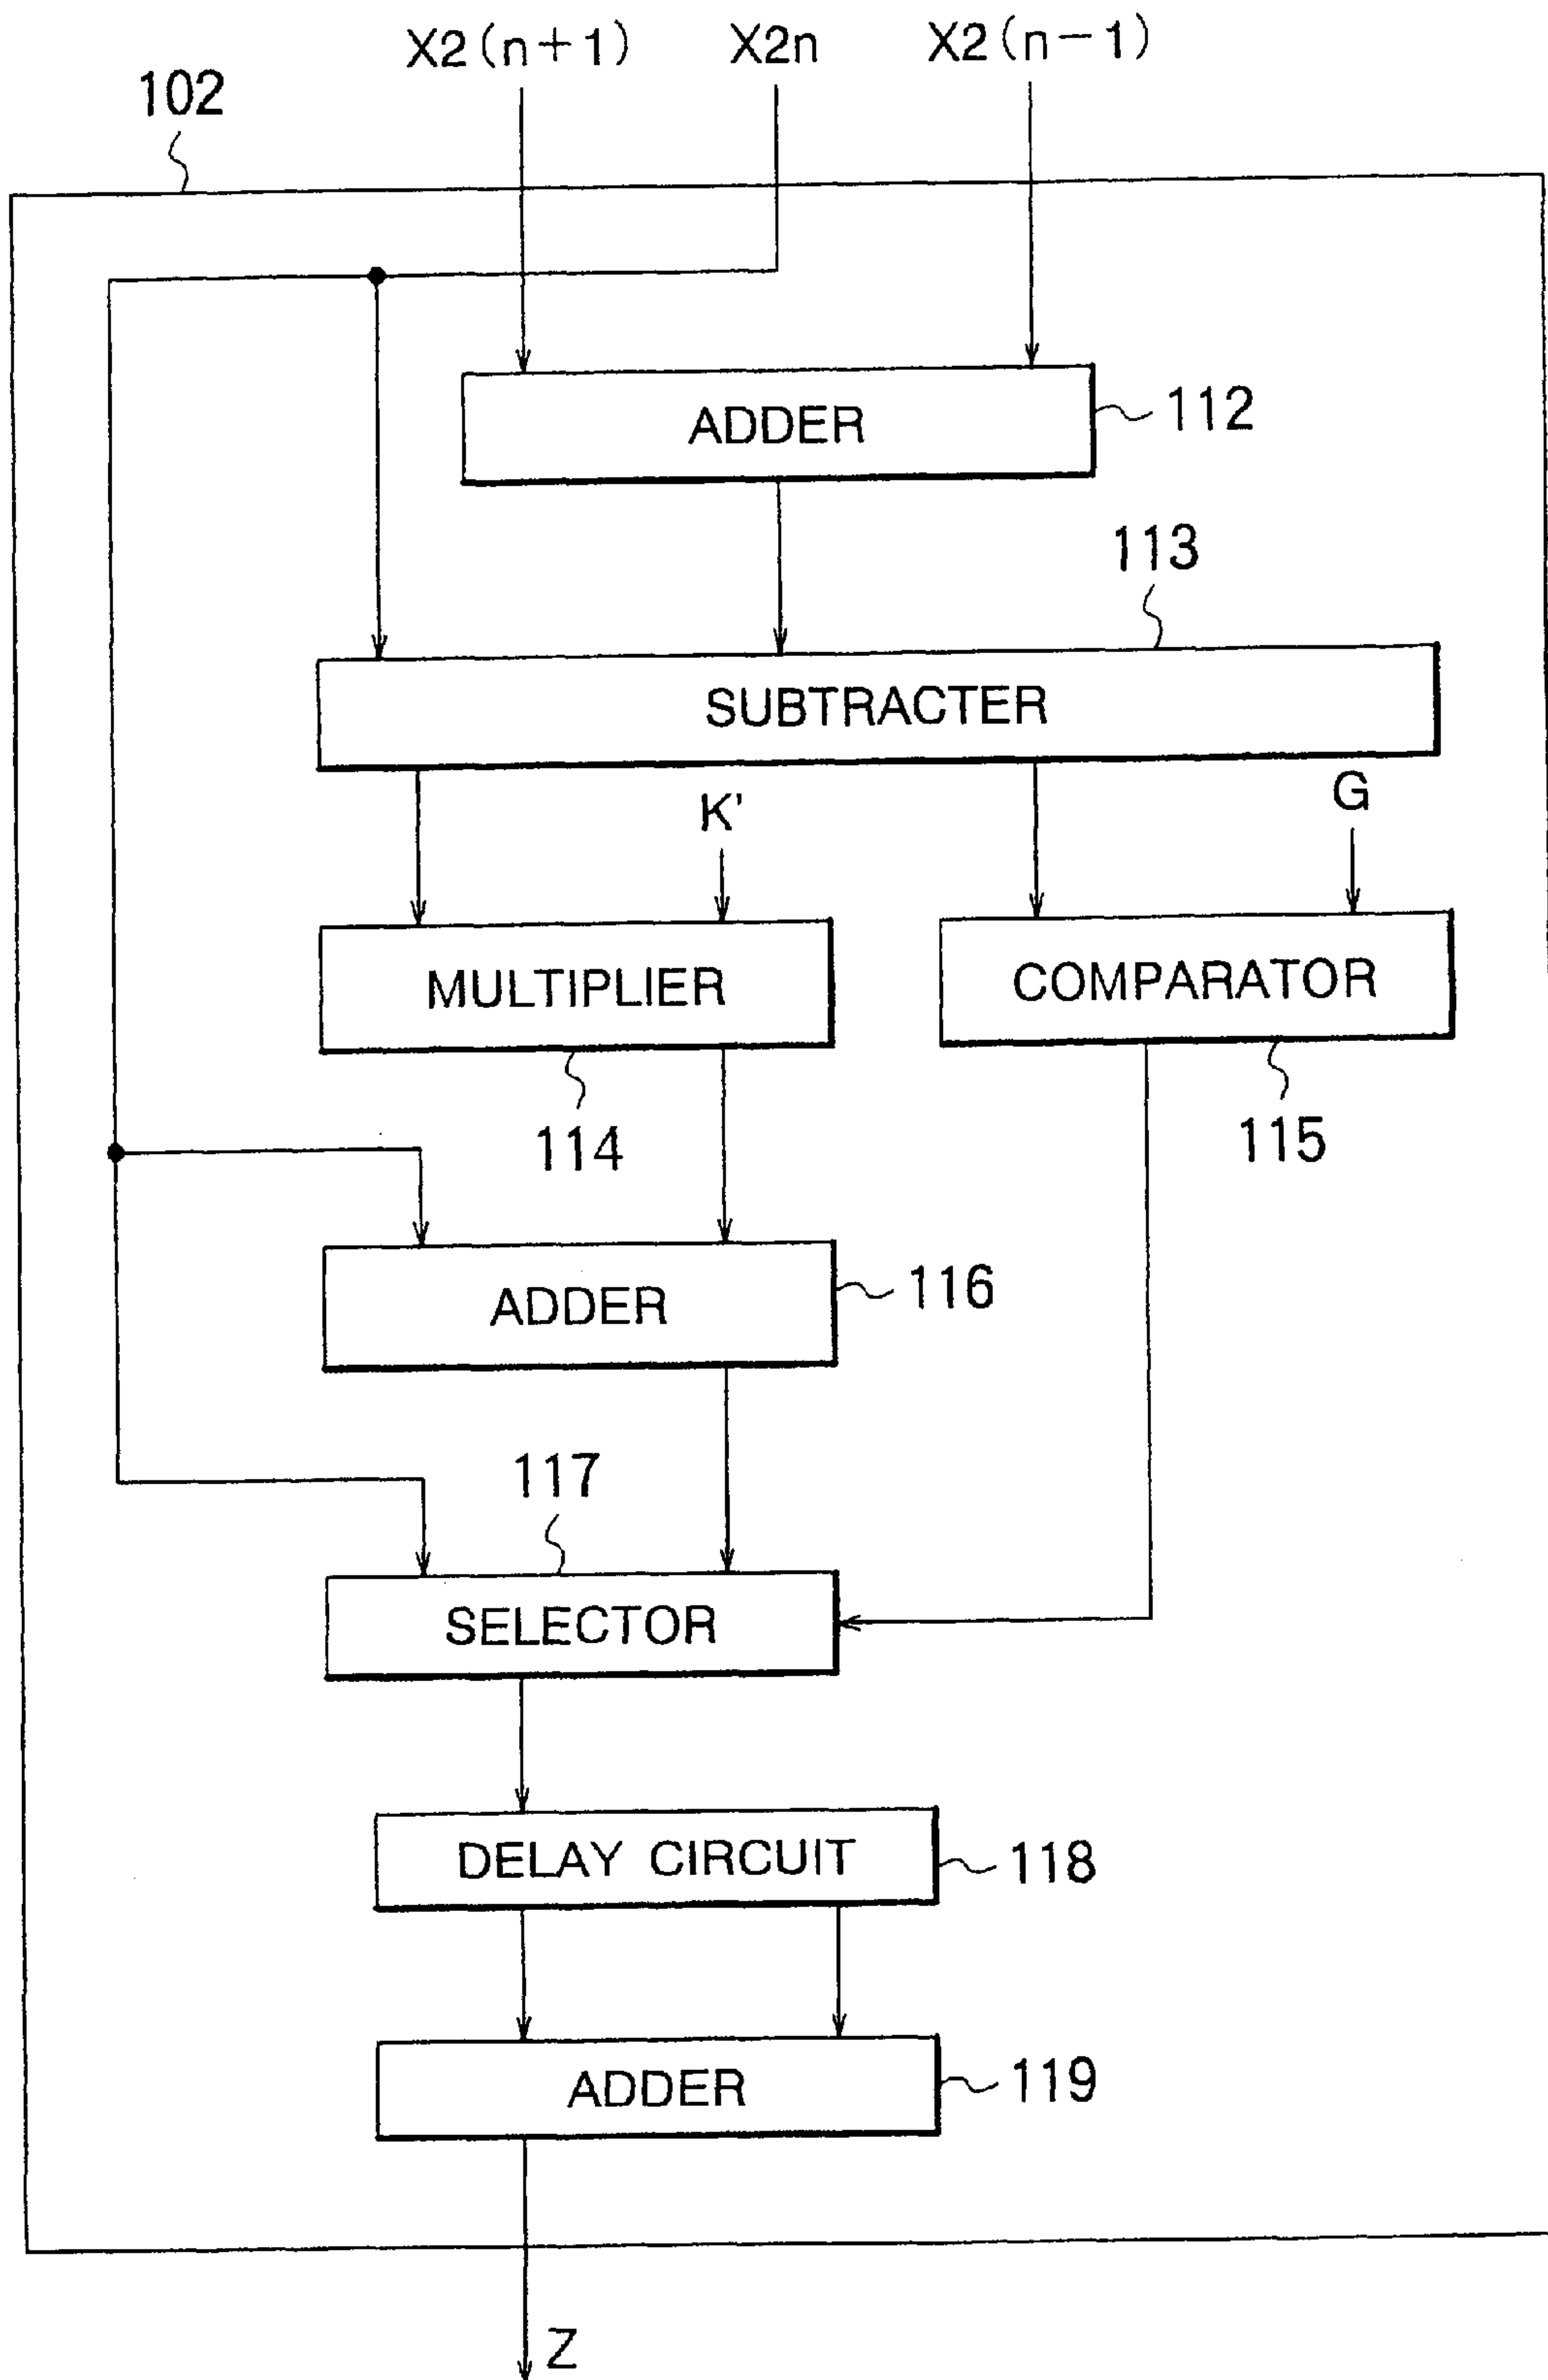 X2(n+1)
X2n
X2(n−1)
102
ADDER
112
113
SUBTRACTER
K'
G
MULTIPLIER
COMPARATOR
114
115
ADDER
116
117
SELECTOR
DELAY CIRCUIT
118
ADDER
119
Z